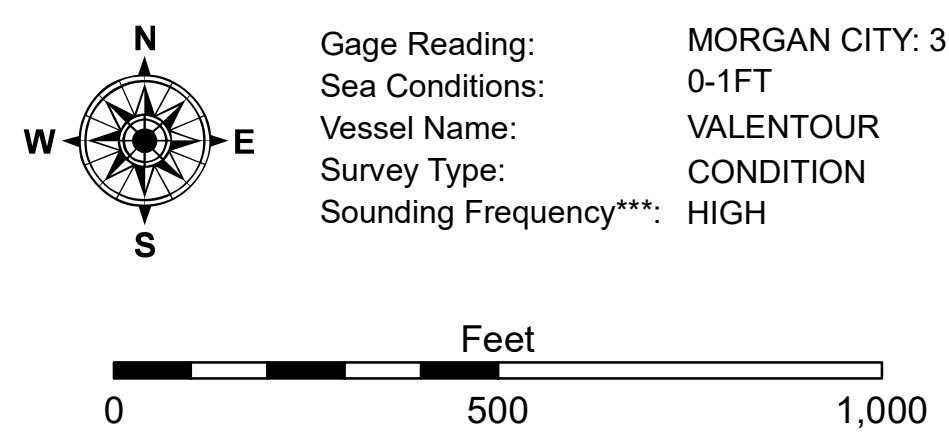 N
W E
S
Gage Reading: MORGAN CITY: 3
Sea Conditions: 0-1FT
Vessel Name: VALENTOUR
Survey Type: CONDITION
Sounding Frequency***: HIGH
Feet
0 500 1,000